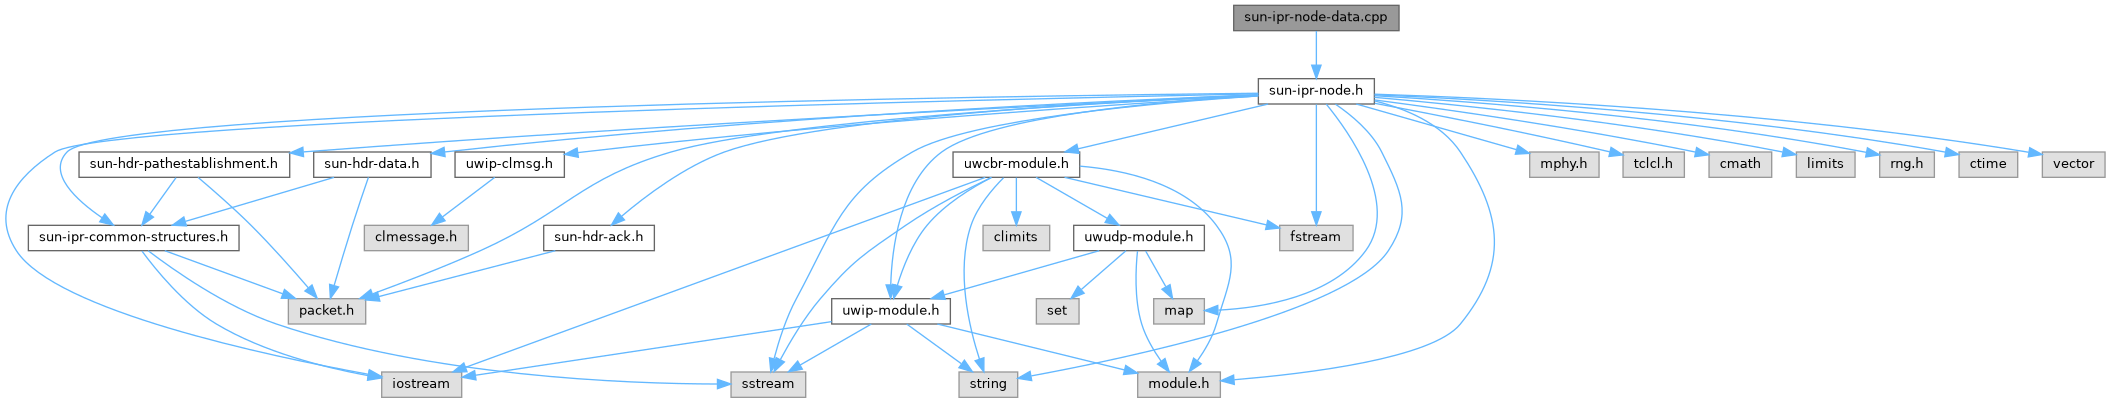 sun-ipr-node-data.cpp
sun-ipr-node.h
sun-hdr-pathestablishment.h
sun-hdr-data.h
uwip-clmsg.h
uwcbr-module.h
mphy.h
tclcl.h
cmath
limits
rng.h
ctime
vector
sun-ipr-common-structures.h
clmessage.h
sun-hdr-ack.h
climits
uwudp-module.h
fstream
packet.h
uwip-module.h
set
map
iostream
sstream
string
module.h